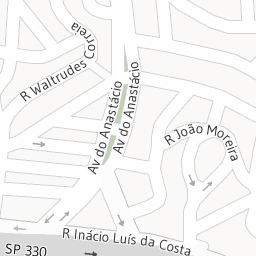 R Waltrudes Correia
Av do Anastácio
Av do Anastácio
R João Moreira
R Inácio Luís da Costa
SP 330